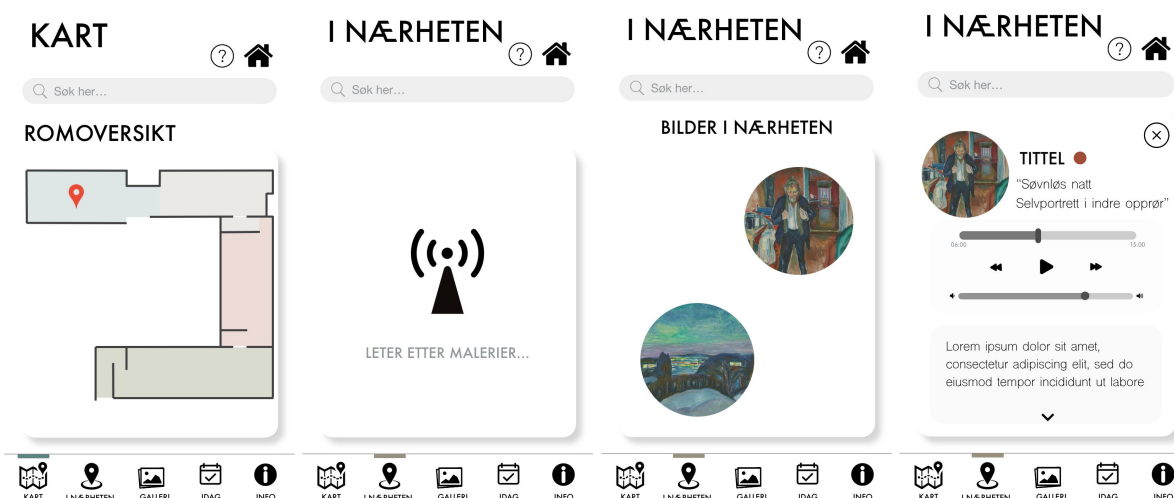 KART
?
Søk her...
ROMOVERSIKT
KART
I NÆRHETEN
GALLERI
IDAG
INFO
I NÆRHETEN
?
Søk her...
LETER ETTER MALERIER...
KART
I NÆRHETEN
GALLERI
IDAG
INFO
I NÆRHETEN
?
Søk her...
BILDER I NÆRHETEN
KART
I NÆRHETEN
GALLERI
IDAG
INFO
I NÆRHETEN
?
Søk her...
TITTEL
"Søvnløs natt
Selvportrett i indre opprør"
06:00
15:00
Lorem ipsum dolor sit amet,
consectetur adipiscing elit, sed do
eiusmod tempor incididunt ut labore
KART
I NÆRHETEN
GALLERI
IDAG
INFO